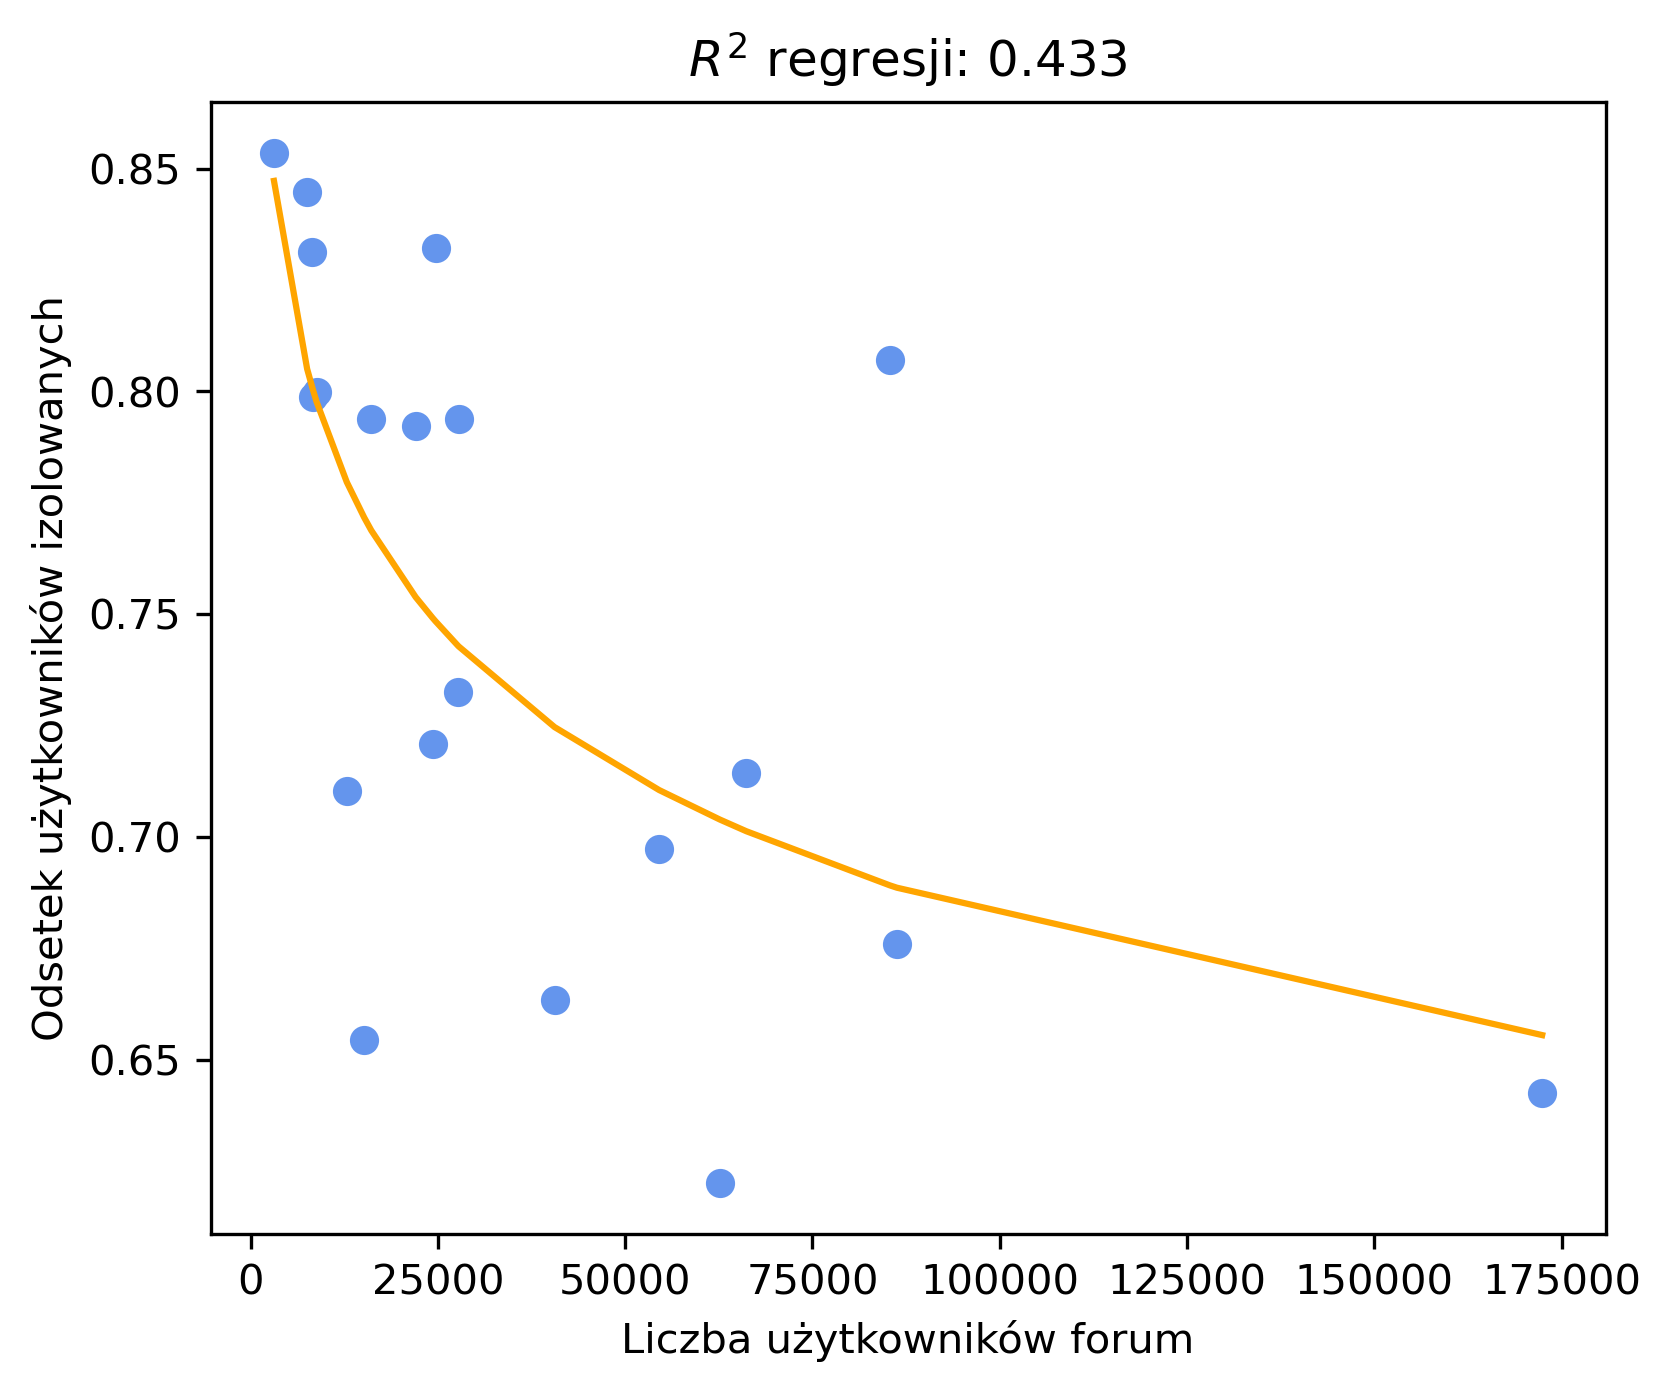 R² regresji: 0.433
Odsetek użytkowników izolowanych
0.85
0.80
0.75
0.70
0.65
0 25000 50000 75000 100000 125000 150000 175000
Liczba użytkowników forum